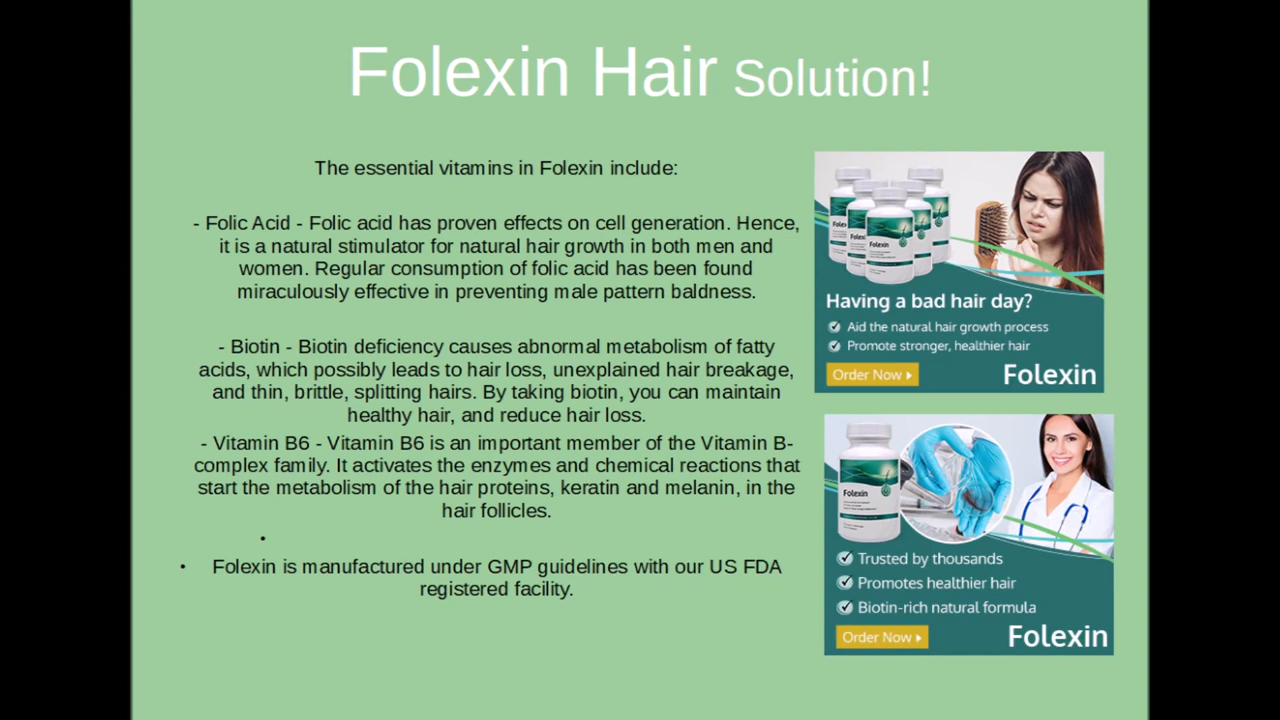 Folexin Hair Solution!
The essential vitamins in Folexin include:
- Folic Acid - Folic acid has proven effects on cell generation. Hence,
it is a natural stimulator for natural hair growth in both men and
women. Regular consumption of folic acid has been found
miraculously effective in preventing male pattern baldness.
- Biotin - Biotin deficiency causes abnormal metabolism of fatty
acids, which possibly leads to hair loss, unexplained hair breakage,
and thin, brittle, splitting hairs. By taking biotin, you can maintain
healthy hair, and reduce hair loss.
- Vitamin B6 - Vitamin B6 is an important member of the Vitamin B-
complex family. It activates the enzymes and chemical reactions that
start the metabolism of the hair proteins, keratin and melanin, in the
hair follicles.
•
• Folexin is manufactured under GMP guidelines with our US FDA
registered facility.
Folexin
Having a bad hair day?
Aid the natural hair growth process
Promote stronger, healthier hair
Order Now
Folexin
Folexin
Trusted by thousands
Promotes healthier hair
Biotin-rich natural formula
Order Now
Folexin